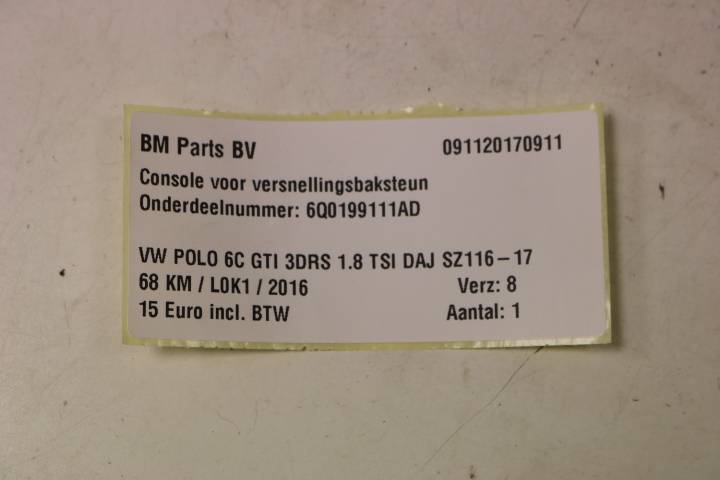 BM Parts BV 091120170911
Console voor versnellingsbaksteun
Onderdeelnummer: 6Q0199111AD
VW POLO 6C GTI 3DRS 1.8 TSI DAJ SZ116-17
68 KM / L0K1 / 2016 Verz: 8
15 Euro incl. BTW Aantal: 1